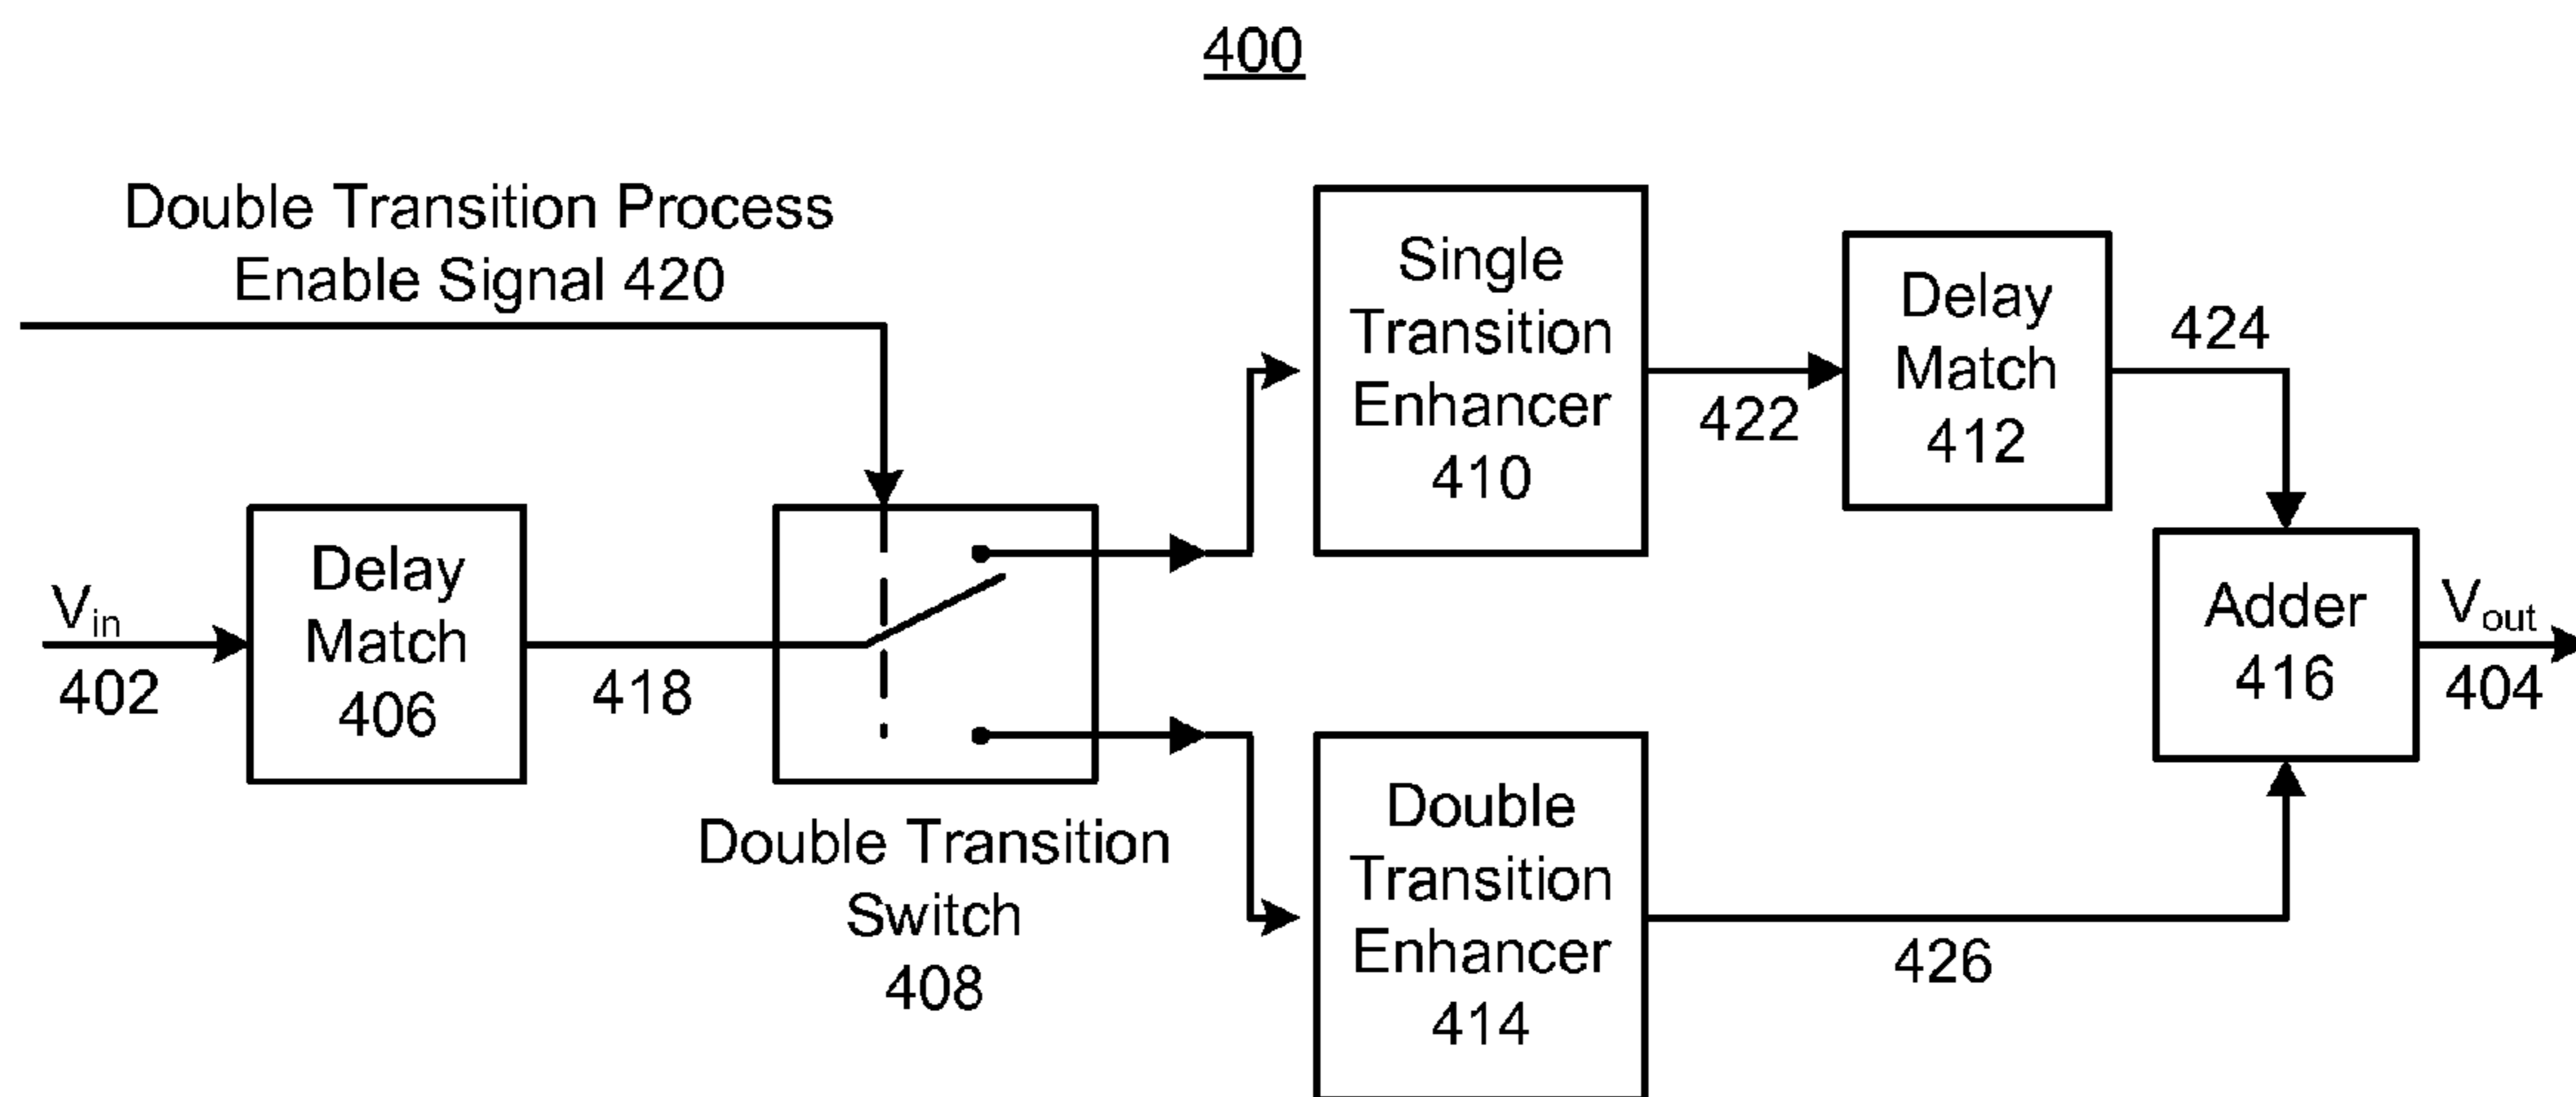 400
Double Transition Process
Enable Signal 420
Single
Transition
Enhancer
410
Delay
Match
412
424
422
Vin
402
Delay
Match
406
418
Double Transition
Switch
408
Double
Transition
Enhancer
414
426
Adder
416
Vout
404